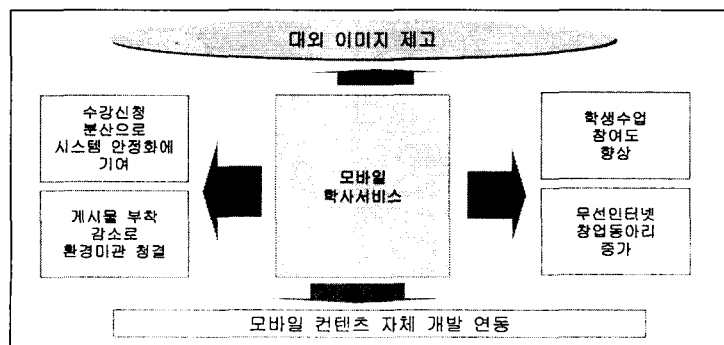 대외 이미지 제고
수강신청
분산으로
시스템 안정화에
기여
게시물 부착
감소로
환경미관 청결
모바일
학사서비스
학생수업
참여도
향상
무선인터넷
창업동아리
증가
모바일 컨텐츠 자체 개발 연동